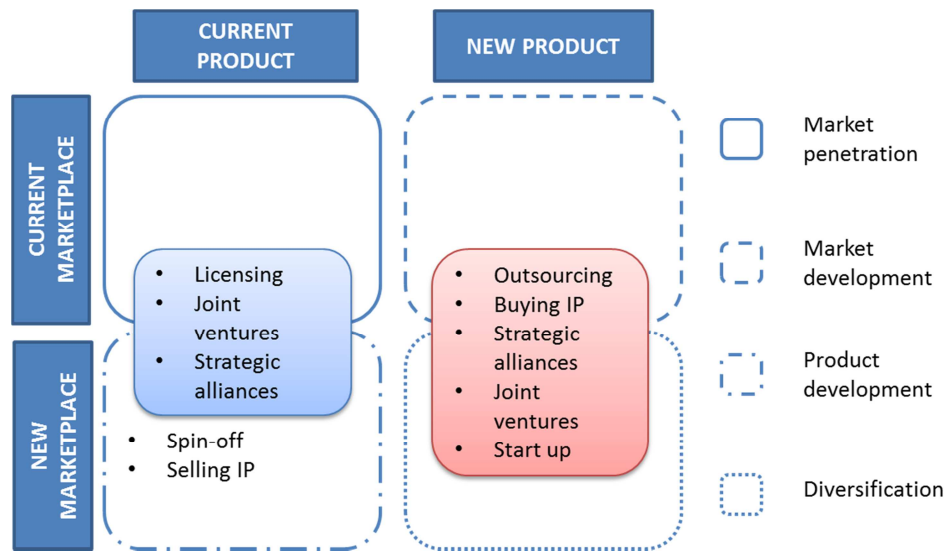 CURRENT
PRODUCT
NEW PRODUCT
CURRENT
MARKETPLACE
• Licensing
• Joint
ventures
• Strategic
alliances
• Outsourcing
• Buying IP
• Strategic
alliances
• Joint
ventures
• Start up
NEW
MARKETPLACE
• Spin-off
• Selling IP
Market
penetration
Market
development
Product
development
Diversification